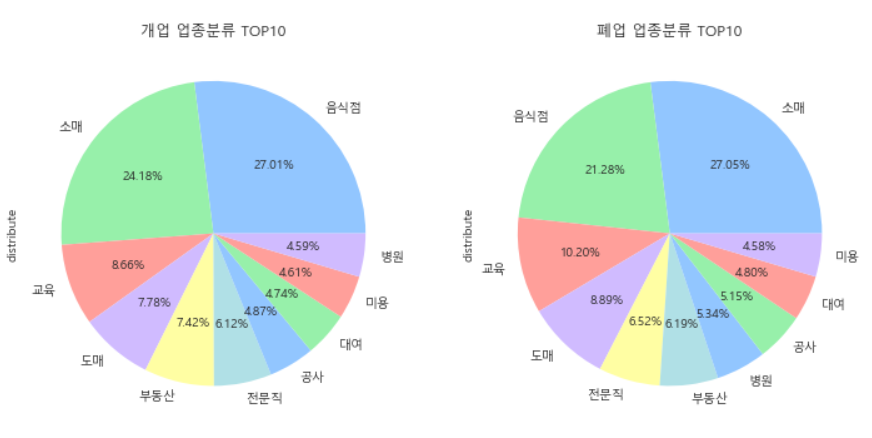 개업 업종분류 TOP10
음식점
27.01%
소매
24.18%
교육
8.66%
도매
7.78%
부동산
7.42%
전문직
6.12%
공사
4.87%
대여
4.74%
미용
4.61%
병원
4.59%
distribute
폐업 업종분류 TOP10
소매
27.05%
음식점
21.28%
교육
10.20%
도매
8.89%
전문직
6.52%
부동산
6.19%
병원
5.34%
공사
5.15%
대여
4.80%
미용
4.58%
distribute